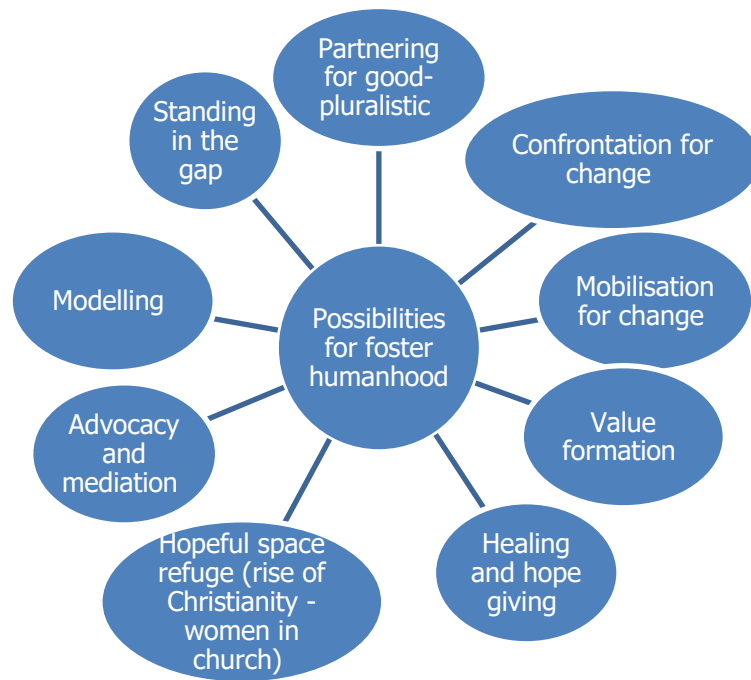 Partnering
for good-
pluralistic
Standing
in the
gap
Confrontation for
change
Modelling
Possibilities
for foster
humanhood
Mobilisation
for change
Advocacy
and
mediation
Value
formation
Hopeful space
refuge (rise of
Christianity -
women in
church)
Healing
and hope
giving